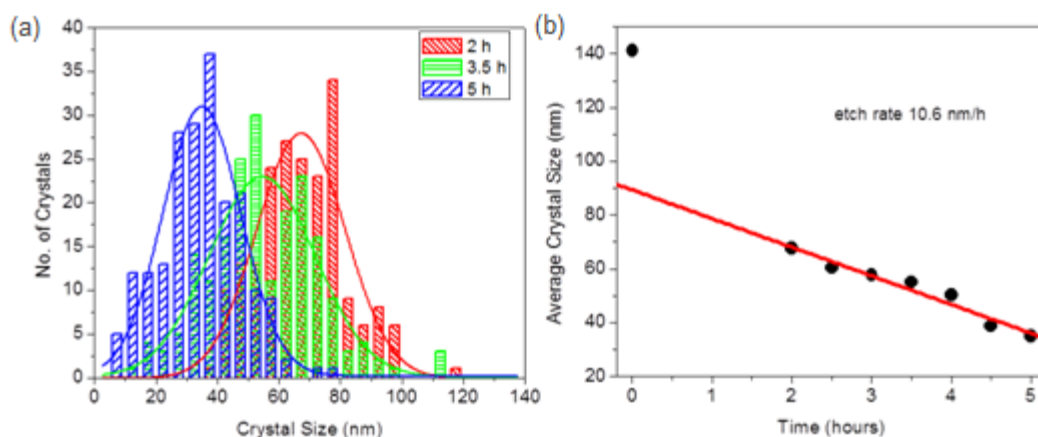 (a)
40
35
30
25
20
15
10
5
0
No. of Crystals
2 h
3.5 h
5 h
0 20 40 60 80 100 120 140
Crystal Size (nm)
(b)
140
120
100
80
60
40
20
Average Crystal Size (nm)
etch rate 10.6 nm/h
0 1 2 3 4 5
Time (hours)